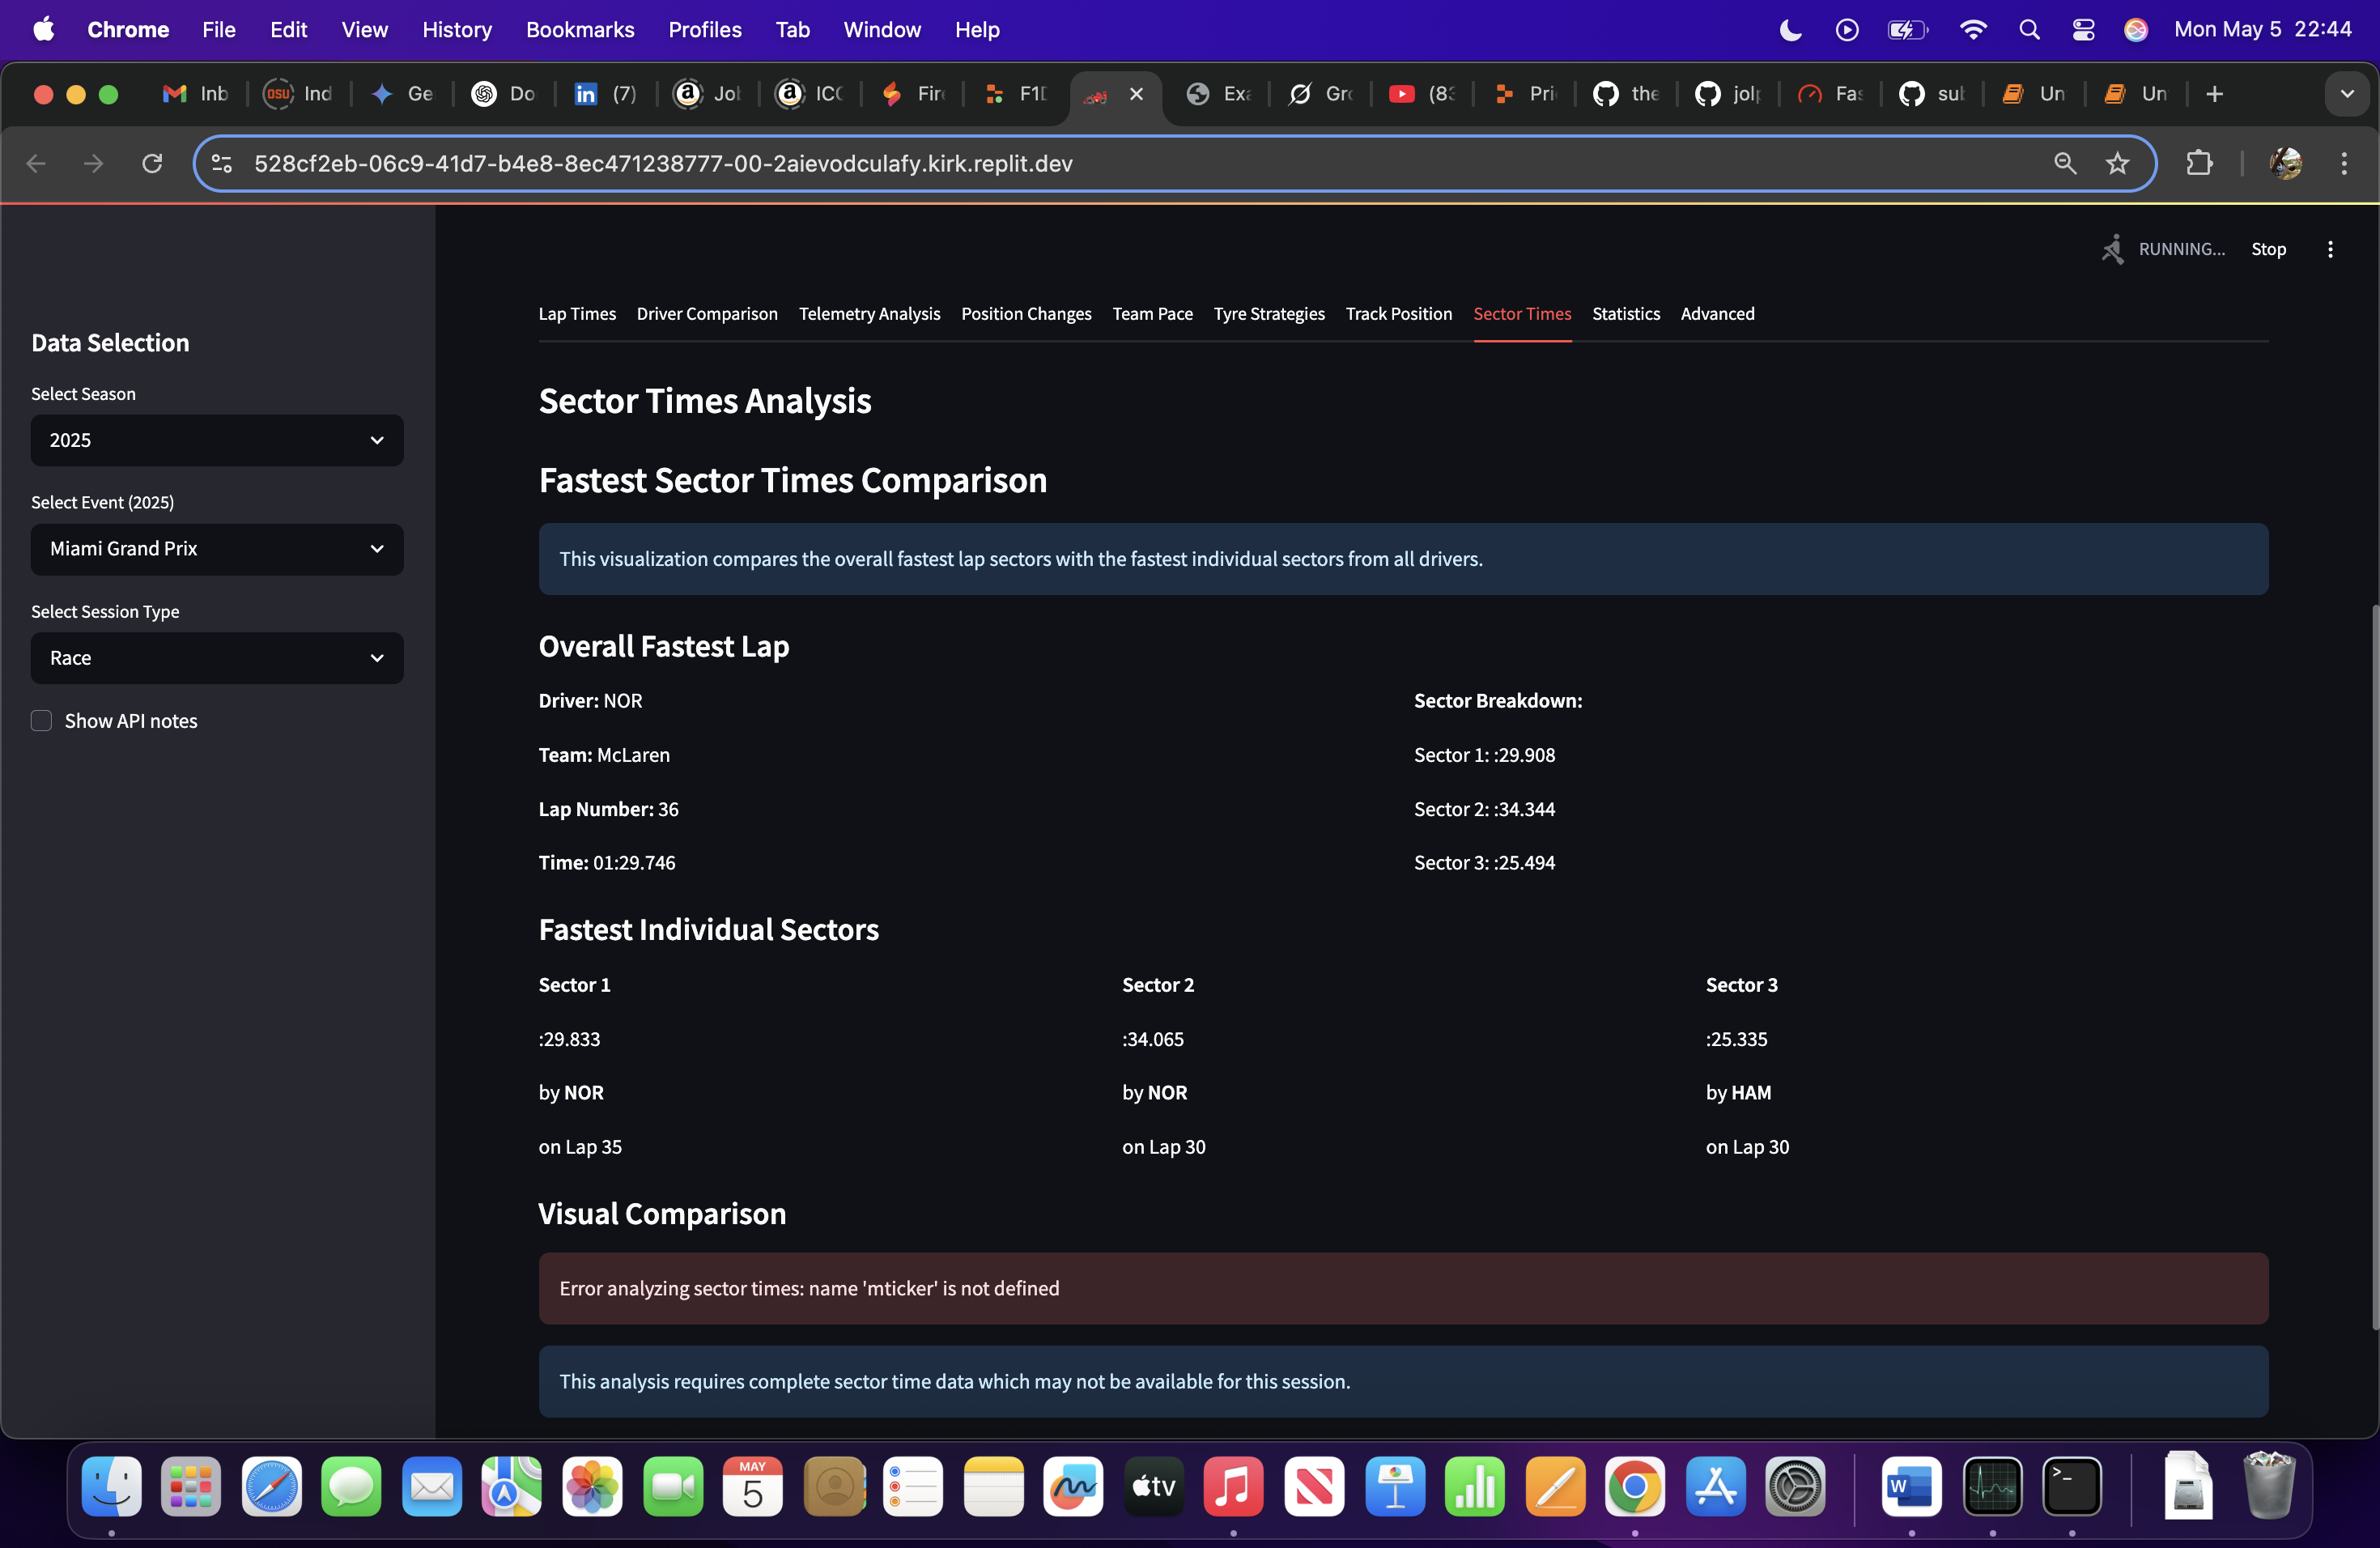 Chrome File Edit View History Bookmarks Profiles Tab Window Help Mon May 5 22:44
Inb OSU Ind Ge Do (7) Jol ICC Fire F1D Exa Gro (83 Pri the jolp Fas sub Un Un
528cf2eb-06c9-41d7-b4e8-8ec471238777-00-2aievodculafy.kirk.replit.dev
RUNNING... Stop
Lap Times Driver Comparison Telemetry Analysis Position Changes Team Pace Tyre Strategies Track Position Sector Times Statistics Advanced
Data Selection
Select Season
2025
Select Event (2025)
Miami Grand Prix
Select Session Type
Race
Show API notes
Sector Times Analysis
Fastest Sector Times Comparison
This visualization compares the overall fastest lap sectors with the fastest individual sectors from all drivers.
Overall Fastest Lap
Driver: NOR
Team: McLaren
Lap Number: 36
Time: 01:29.746
Sector Breakdown:
Sector 1: :29.908
Sector 2: :34.344
Sector 3: :25.494
Fastest Individual Sectors
Sector 1
:29.833
by NOR
on Lap 35
Sector 2
:34.065
by NOR
on Lap 30
Sector 3
:25.335
by HAM
on Lap 30
Visual Comparison
Error analyzing sector times: name 'mticker' is not defined
This analysis requires complete sector time data which may not be available for this session.
MAY
5
tv
W
>_